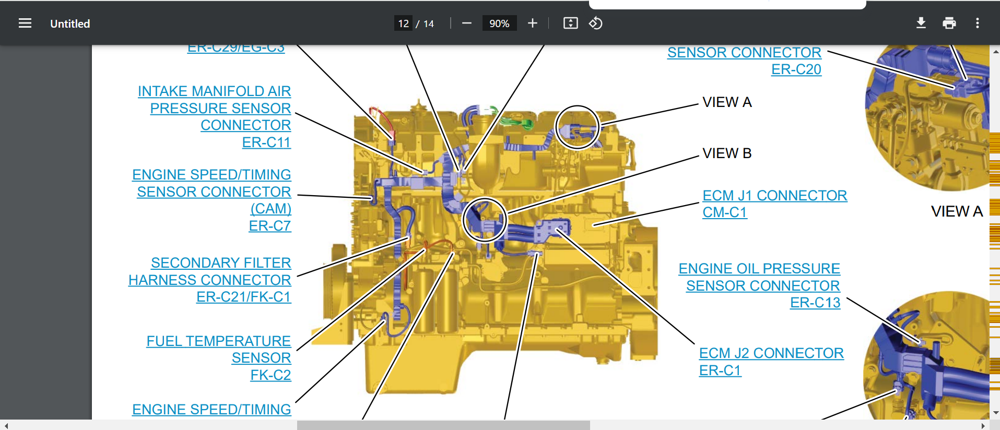 Untitled
12 / 14
90%
ER-C29/EG-C3
INTAKE MANIFOLD AIR
PRESSURE SENSOR
CONNECTOR
ER-C11
ENGINE SPEED/TIMING
SENSOR CONNECTOR
(CAM)
ER-C7
SECONDARY FILTER
HARNESS CONNECTOR
ER-C21/FK-C1
FUEL TEMPERATURE
SENSOR
FK-C2
ENGINE SPEED/TIMING
SENSOR CONNECTOR
ER-C20
VIEW A
VIEW B
ECM J1 CONNECTOR
CM-C1
VIEW A
ENGINE OIL PRESSURE
SENSOR CONNECTOR
ER-C13
ECM J2 CONNECTOR
ER-C1